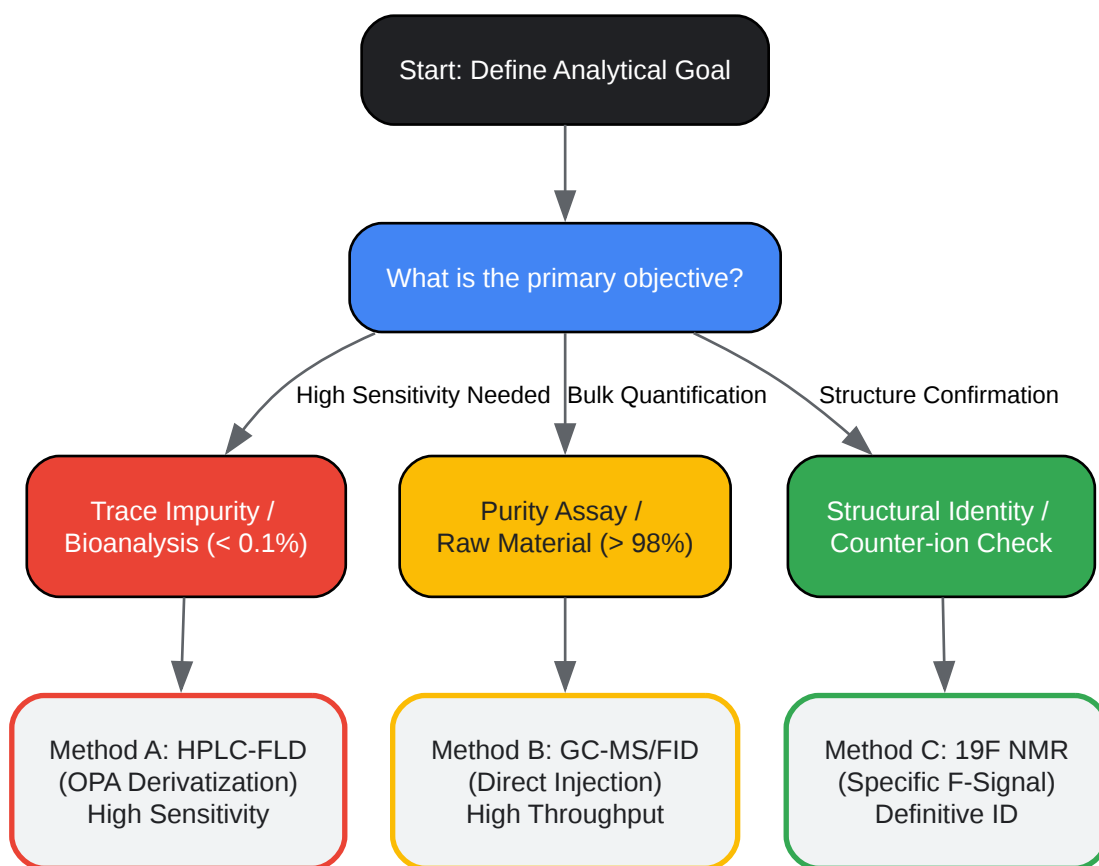 Start: Define Analytical Goal
What is the primary objective?
High Sensitivity Needed
Bulk Quantification
Structure Confirmation
Trace Impurity /
Bioanalysis (< 0.1%)
Purity Assay /
Raw Material (> 98%)
Structural Identity /
Counter-ion Check
Method A: HPLC-FLD
(OPA Derivatization)
High Sensitivity
Method B: GC-MS/FID
(Direct Injection)
High Throughput
Method C: 19F NMR
(Specific F-Signal)
Definitive ID